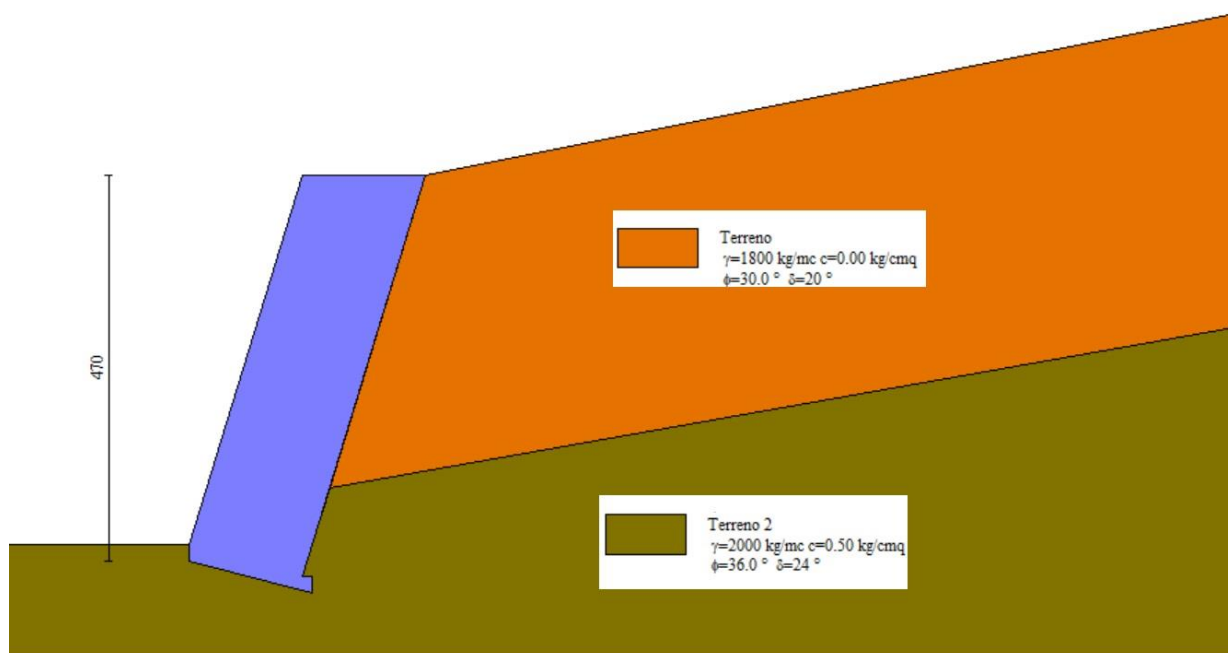 470
Terreno
γ=1800 kg/mc c=0.00 kg/cmq
ϕ=30.0 ° δ=20 °
Terreno 2
γ=2000 kg/mc c=0.50 kg/cmq
ϕ=36.0 ° δ=24 °